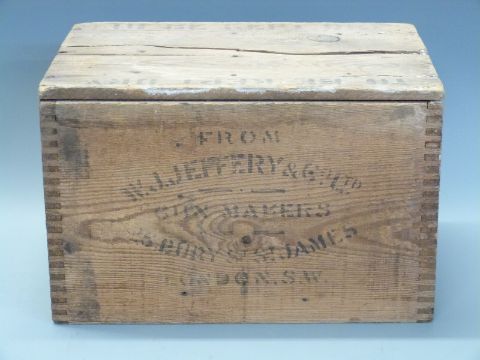 FROM
W.J.JEFFERY & Co LTD
GUN MAKERS
BURY St St. JAMES
LONDON, S.W.